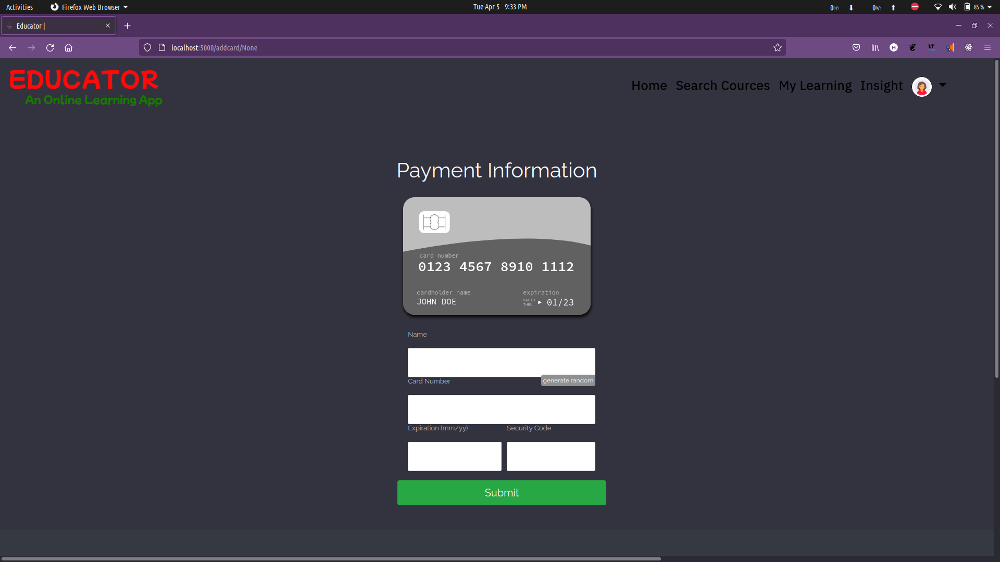 Activities Firefox Web Browser Tue Apr 5 9:33 PM 0b/s 0b/s 85 %
Educator |
localhost:5000/addcard/None
EDUCATOR
An Online Learning App
Home Search Cources My Learning Insight
Payment Information
card number
0123 4567 8910 1112
cardholder name expiration
JOHN DOE VALID THRU 01/23
Name
Card Number generate random
Expiration (mm/yy) Security Code
Submit